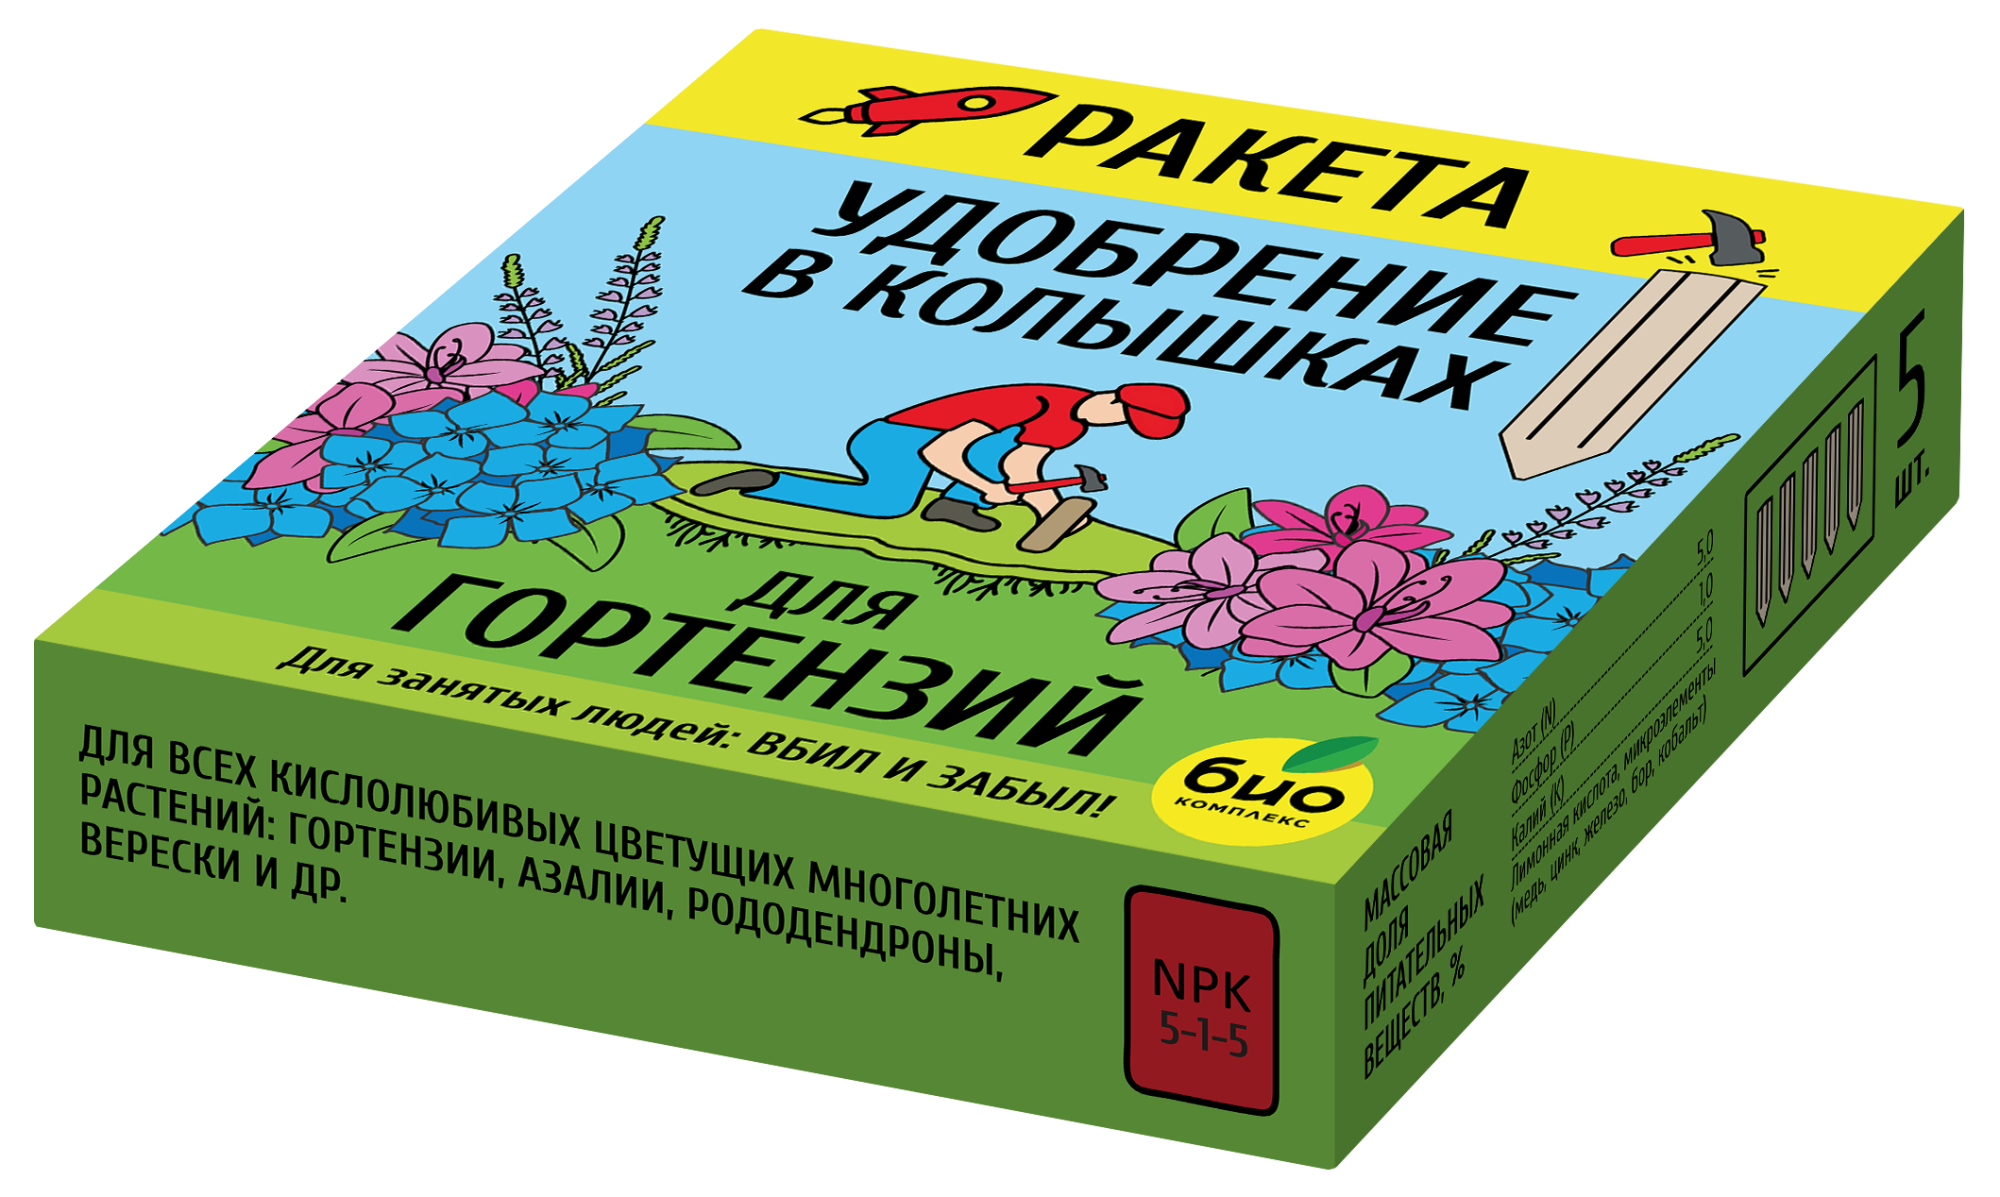 РАКЕТА
УДОБРЕНИЕ
В КОЛЫШКАХ
ДЛЯ
ГОРТЕНЗИЙ
Для занятых людей: ВБИЛ И ЗАБЫЛ!
био
КОМПЛЕКС
ДЛЯ ВСЕХ КИСЛОЛЮБИВЫХ ЦВЕТУЩИХ МНОГОЛЕТНИХ
РАСТЕНИЙ: ГОРТЕНЗИИ, АЗАЛИИ, РОДОДЕНДРОНЫ,
ВЕРЕСКИ И ДР.
NPK
5-1-5
МАССОВАЯ
ДОЛЯ
ПИТАТЕЛЬНЫХ
ВЕЩЕСТВ, %
Азот (N) 5,0
Фосфор (P) 1,0
Калий (K) 5,0
Лимонная кислота, микроэлементы
(медь, цинк, железо, бор, кобальт)
5
шт.